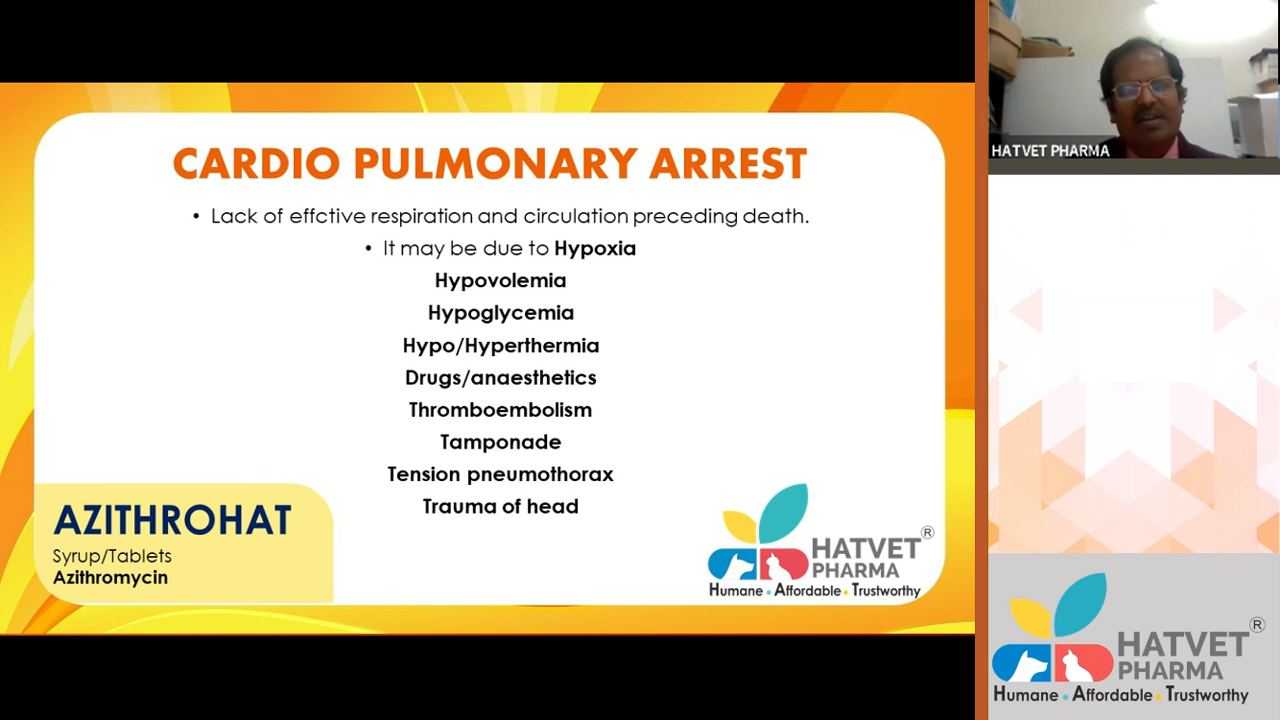 CARDIO PULMONARY ARREST
• Lack of effctive respiration and circulation preceding death.
• It may be due to Hypoxia
Hypovolemia
Hypoglycemia
Hypo/Hyperthermia
Drugs/anaesthetics
Thromboembolism
Tamponade
Tension pneumothorax
Trauma of head
AZITHROHAT
Syrup/Tablets
Azithromycin
HATVET ®
PHARMA
Humane • Affordable • Trustworthy
HATVET PHARMA
HATVET ®
PHARMA
Humane • Affordable • Trustworthy